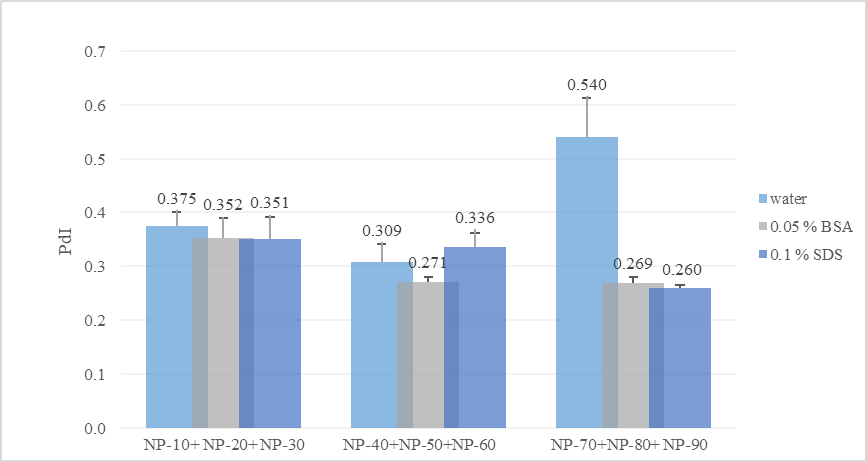 0.7
0.6
0.5
0.4
0.3
0.2
0.1
0.0
PdI
0.375
0.352
0.351
0.309
0.271
0.336
0.540
0.269
0.260
NP-10+ NP-20+ NP-30
NP-40+NP-50+NP-60
NP-70+NP-80+ NP-90
water
0.05 % BSA
0.1 % SDS